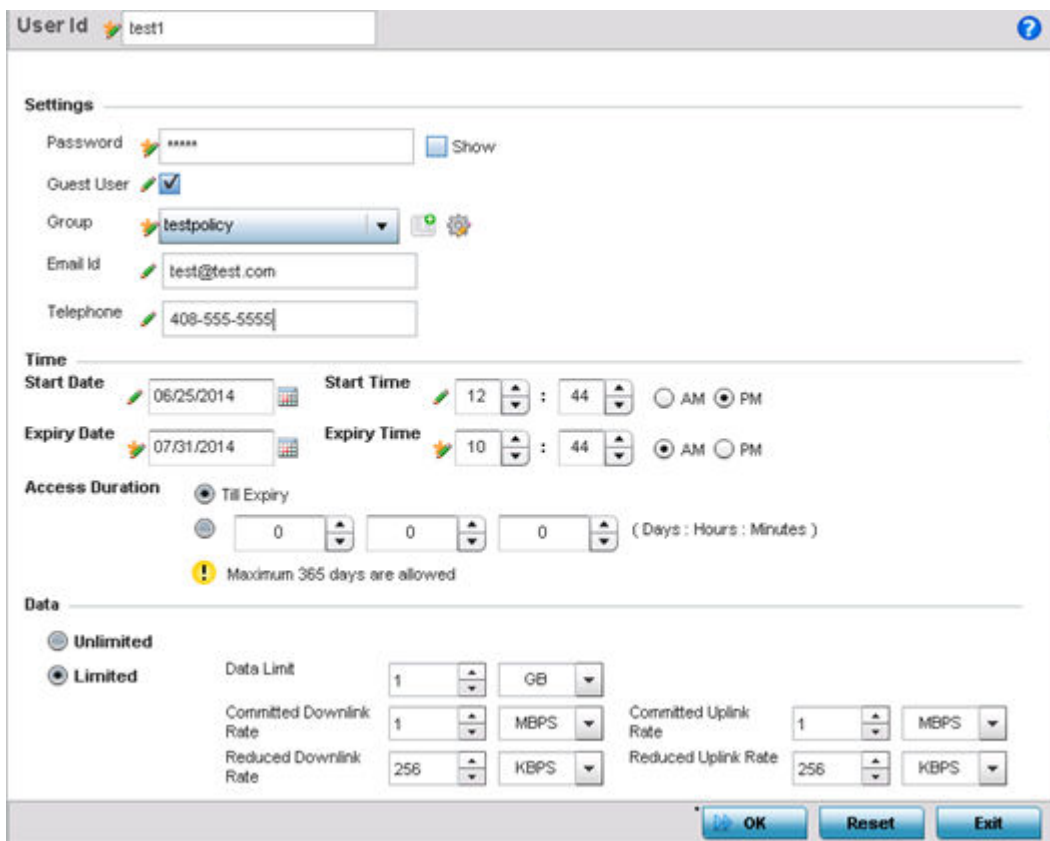 User Id test1
?
Settings
Password ***** Show
Guest User
Group testpolicy
Email Id test@test.com
Telephone 408-555-5555
Time
Start Date 06/25/2014 Start Time 12 : 44 AM PM
Expiry Date 07/31/2014 Expiry Time 10 : 44 AM PM
Access Duration Till Expiry
0 0 0 ( Days : Hours : Minutes )
! Maximum 365 days are allowed
Data
Unlimited
Limited Data Limit 1 GB
Committed Downlink Rate 1 MBPS Committed Uplink Rate 1 MBPS
Reduced Downlink Rate 256 KBPS Reduced Uplink Rate 256 KBPS
OK Reset Exit